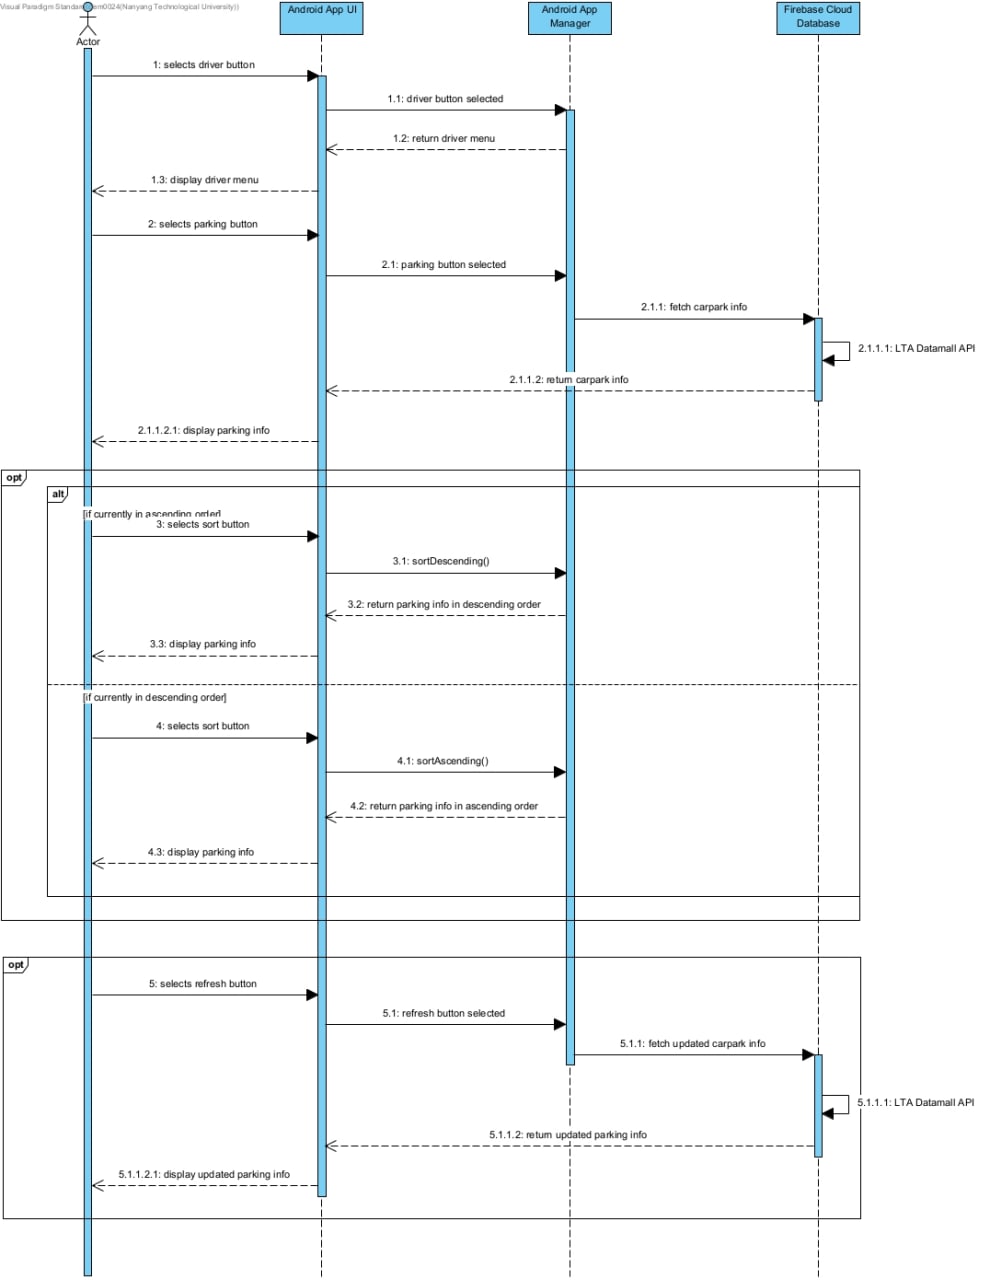 Visual Paradigm Standar em0024(Nanyang Technological University))
Actor
Android App UI
Android App
Manager
Firebase Cloud
Database
1: selects driver button
1.1: driver button selected
1.2: return driver menu
1.3: display driver menu
2: selects parking button
2.1: parking button selected
2.1.1: fetch carpark info
2.1.1.1: LTA Datamall API
2.1.1.2: return carpark info
2.1.1.2.1: display parking info
opt
alt
[if currently in ascending order]
3: selects sort button
3.1: sortDescending()
3.2: return parking info in descending order
3.3: display parking info
[if currently in descending order]
4: selects sort button
4.1: sortAscending()
4.2: return parking info in ascending order
4.3: display parking info
opt
5: selects refresh button
5.1: refresh button selected
5.1.1: fetch updated carpark info
5.1.1.1: LTA Datamall API
5.1.1.2: return updated parking info
5.1.1.2.1: display updated parking info